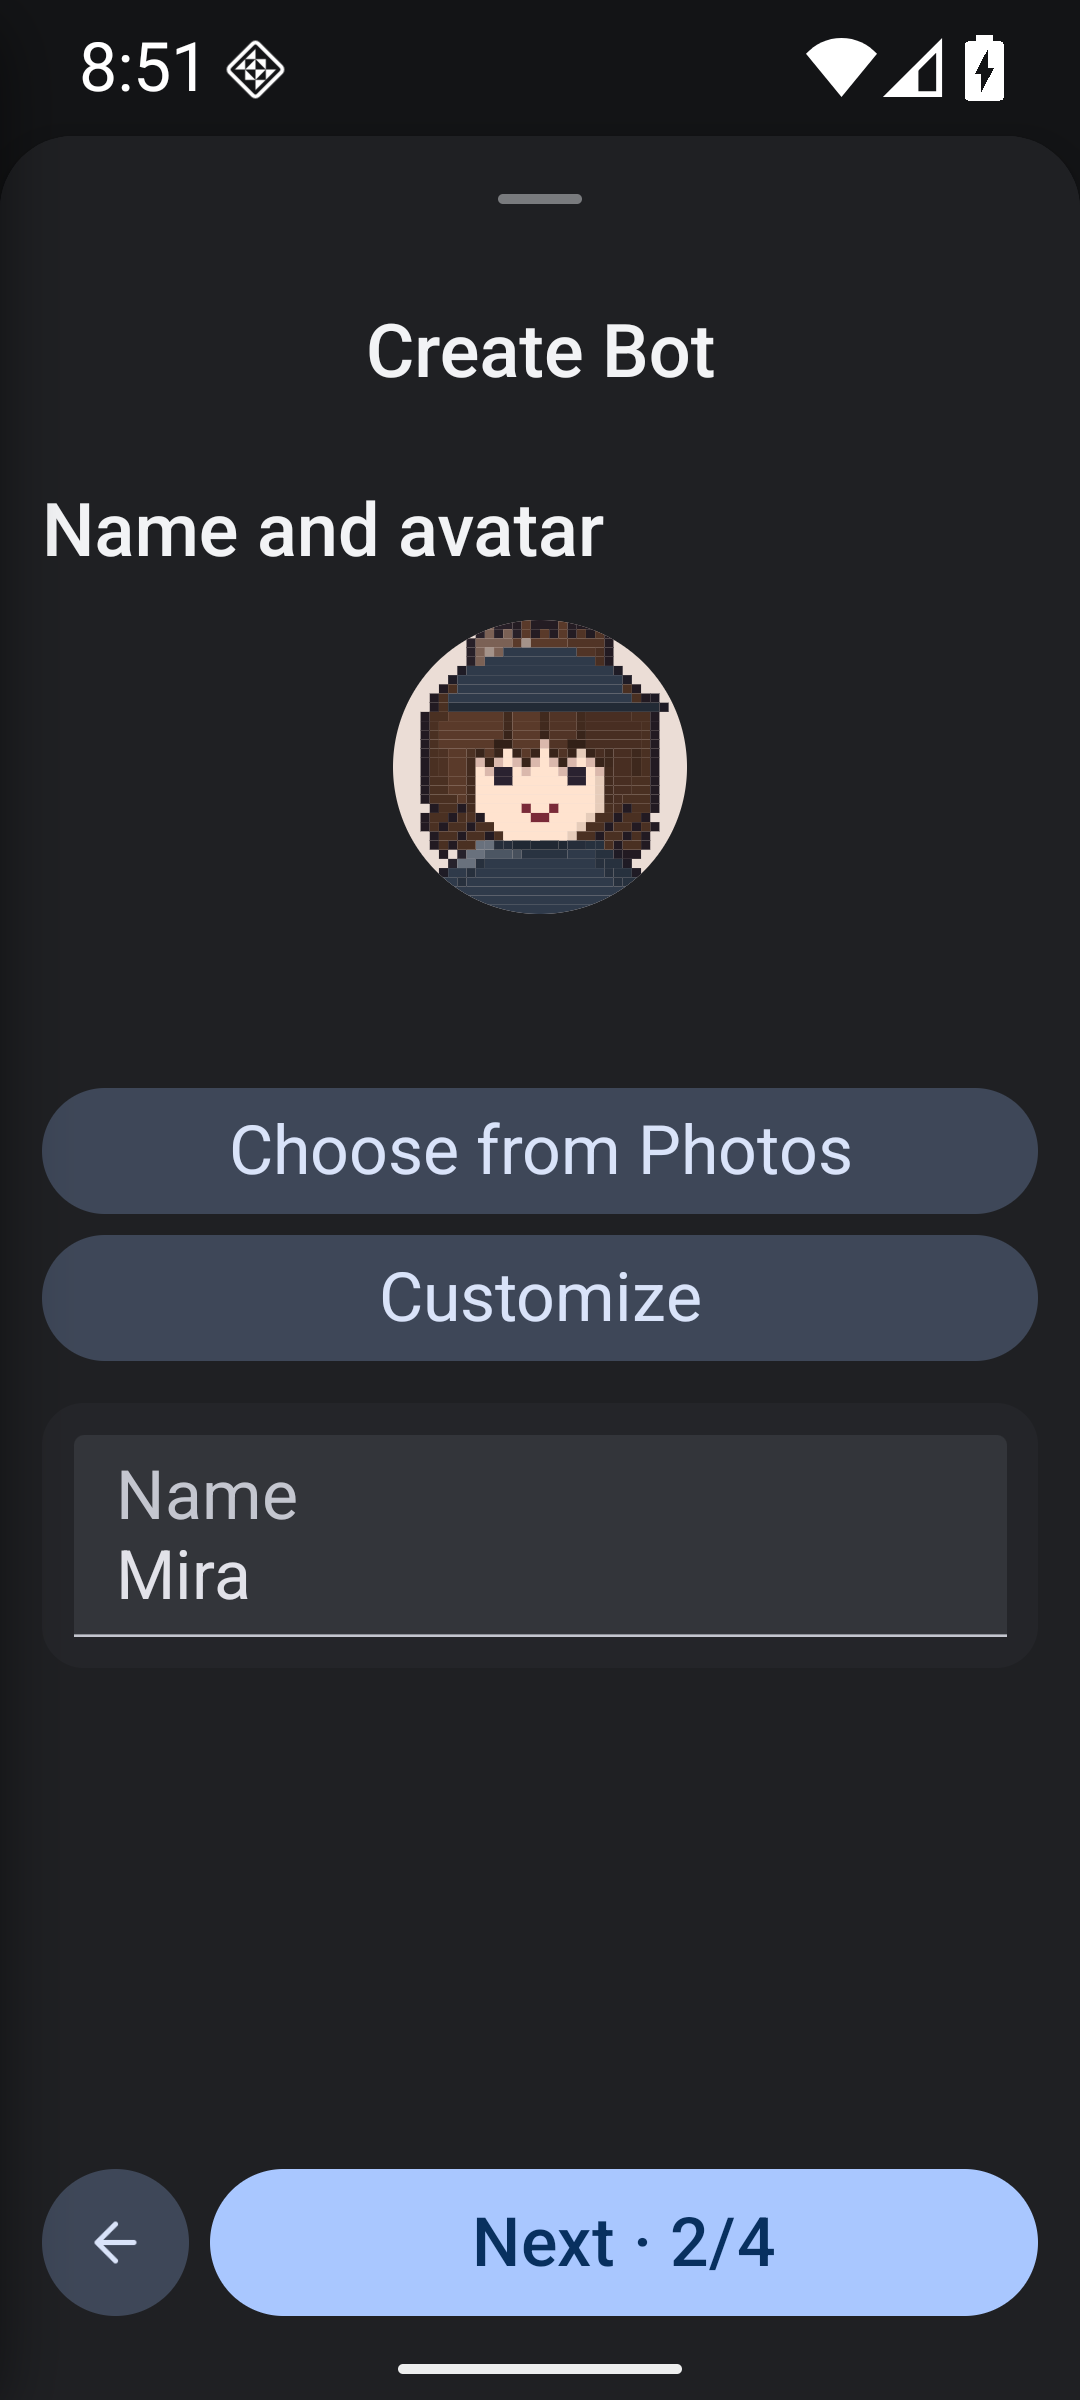 8:51
Create Bot
Name and avatar
Choose from Photos
Customize
Name
Mira
Next · 2/4